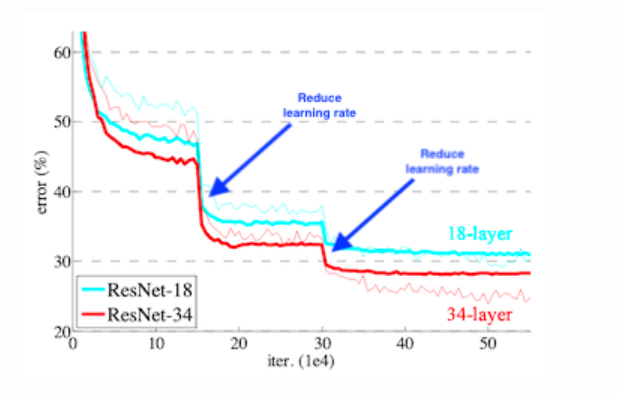 60
50
40
30
20
error (%)
Reduce
learning rate
Reduce
learning rate
18-layer
ResNet-18
ResNet-34
34-layer
0
10
20
30
40
50
iter. (1e4)